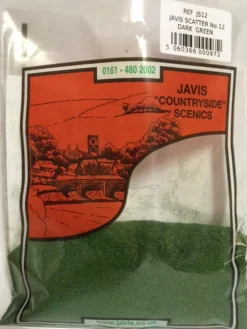 REF JS12
JAVIS SCATTER No.12
DARK GREEN
5 060366 000972
0161 - 480 2002
JAVIS
"COUNTRYSIDE"
SCENICS
www.javis.co.uk